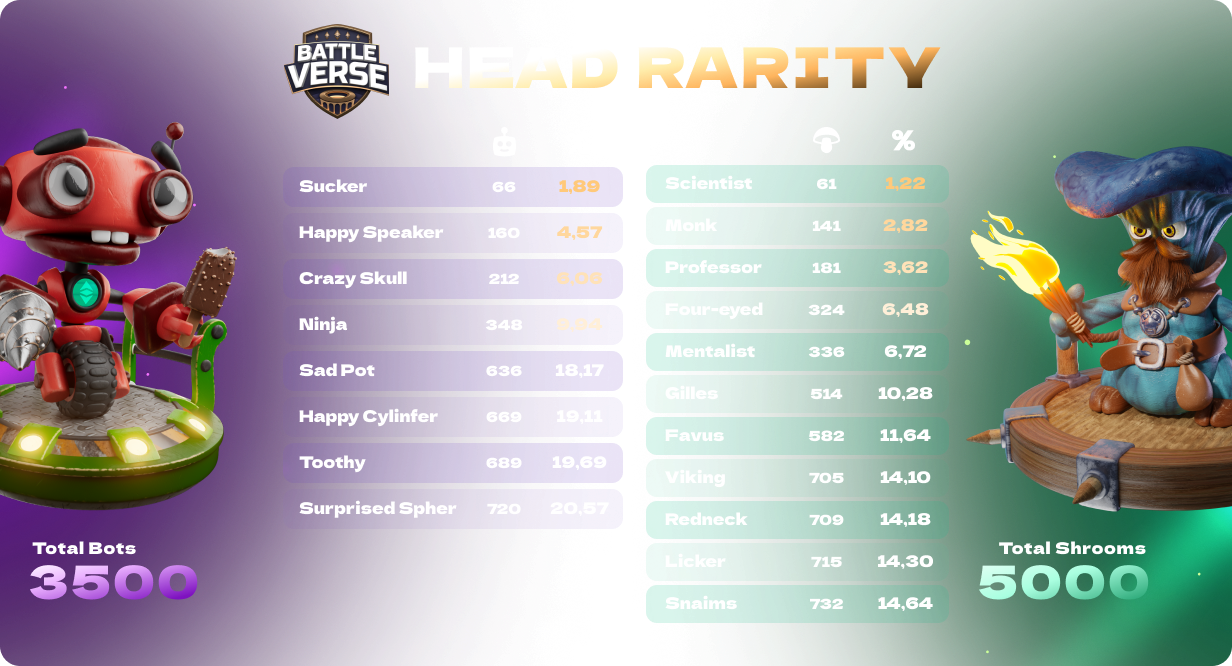 BATTLE
VERSE
HEAD RARITY
%
Sucker 66 1,89
Happy Speaker 160 4,57
Crazy Skull 212
Ninja 348
Sad Pot 636 18,17
Happy Cylinfer 669 19,11
Toothy 689 19,69
Surprised Spher 720 20,57
Scientist 61 1,22
Monk 141 2,82
Professor 181 3,62
Four-eyed 324 6,48
Mentalist 336 6,72
Gilles 514 10,28
Favus 582 11,64
Viking 705 14,10
Redneck 709 14,18
Licker 715 14,30
Snaims 732 14,64
Total Bots
3500
Total Shrooms
5000